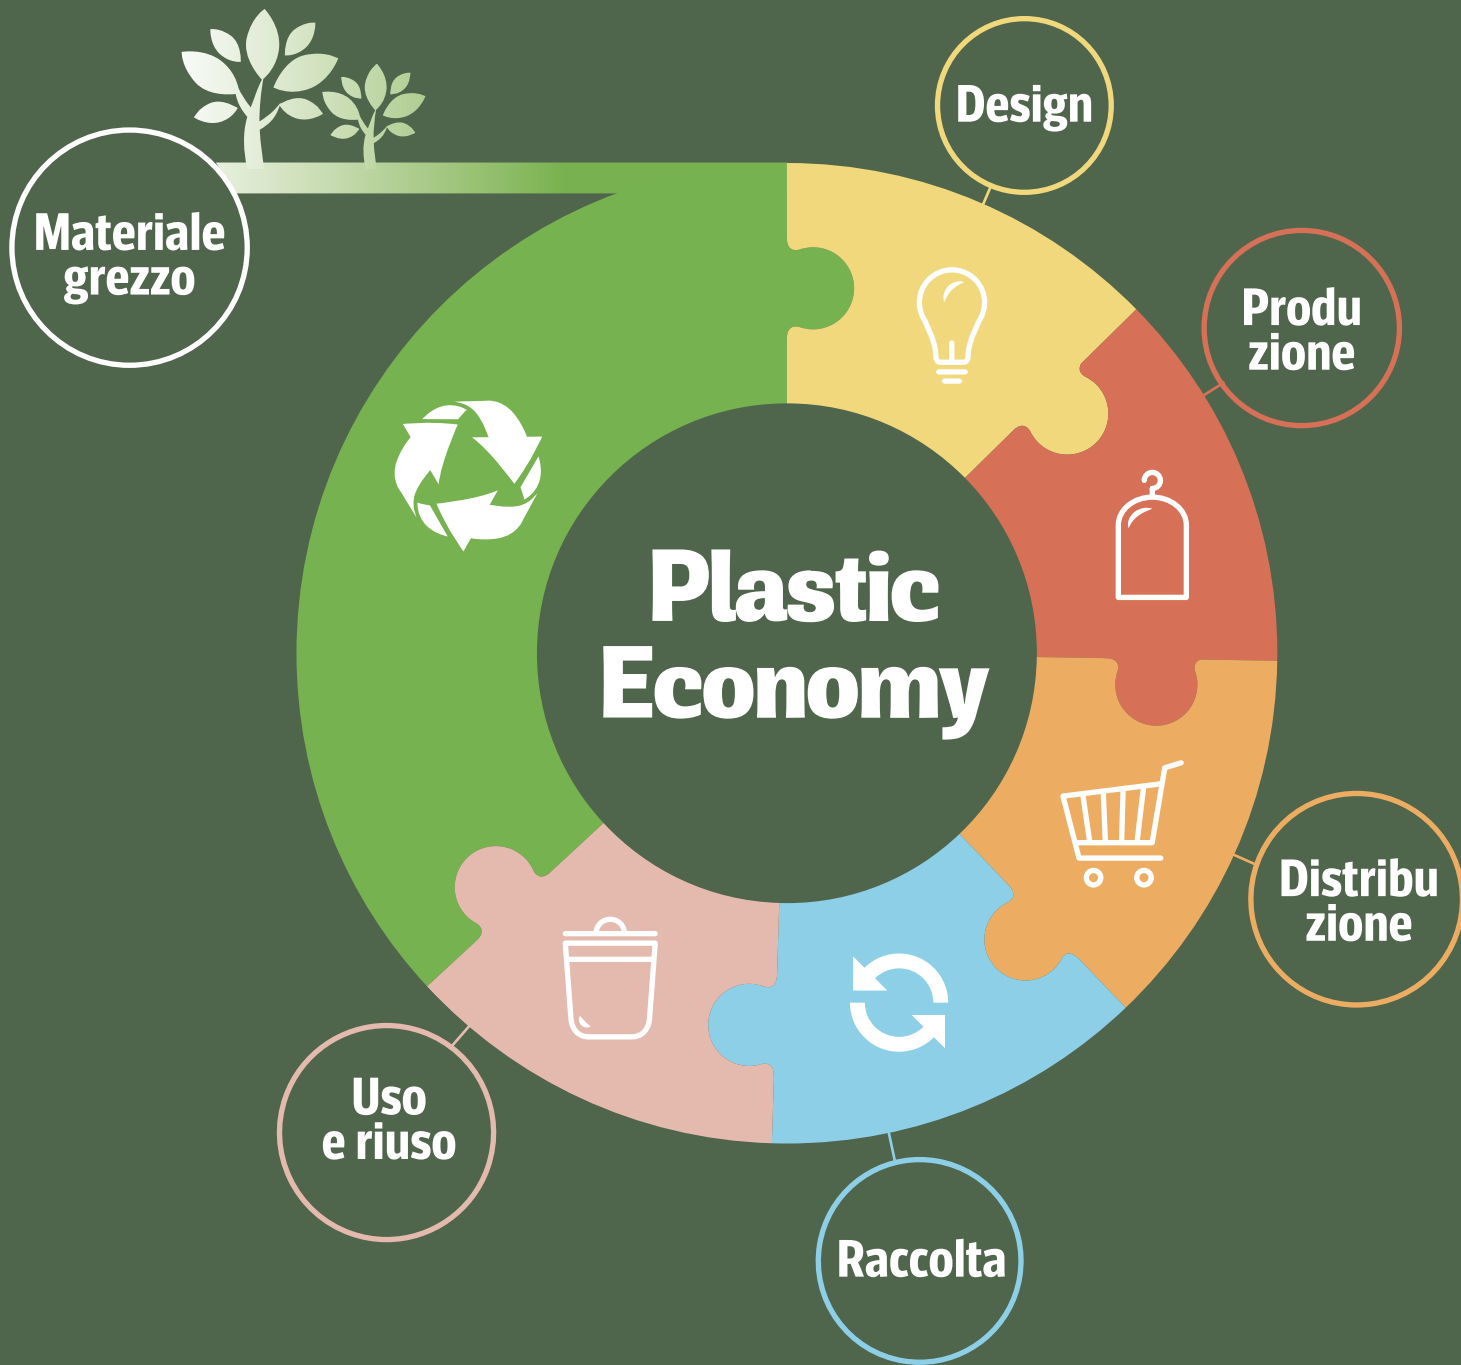 Design
Materiale
grezzo
Produ
zione
Plastic
Economy
Distribu
zione
Uso
e riuso
Raccolta